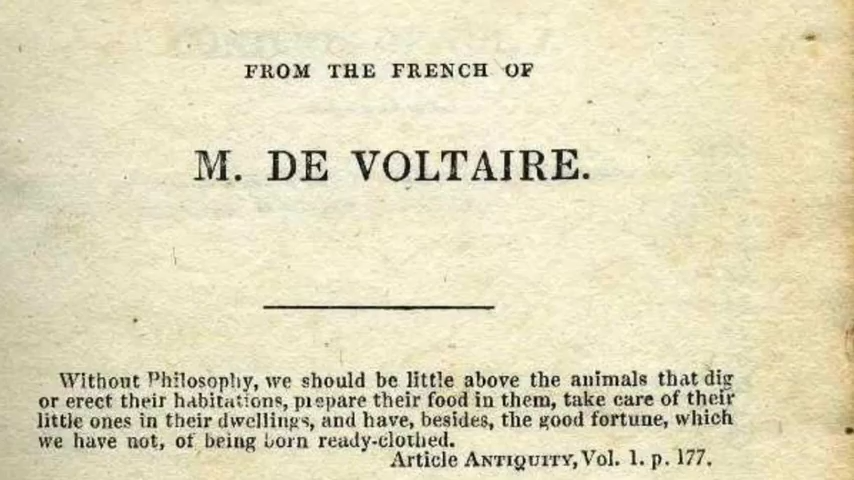 FROM THE FRENCH OF
M. DE VOLTAIRE.
Without Philosophy, we should be little above the animals that dig
or erect their habitations, prepare their food in them, take care of their
little ones in their dwellings, and have, besides, the good fortune, which
we have not, of being born ready-clothed.
Article ANTIQUITY, Vol. 1. p. 177.